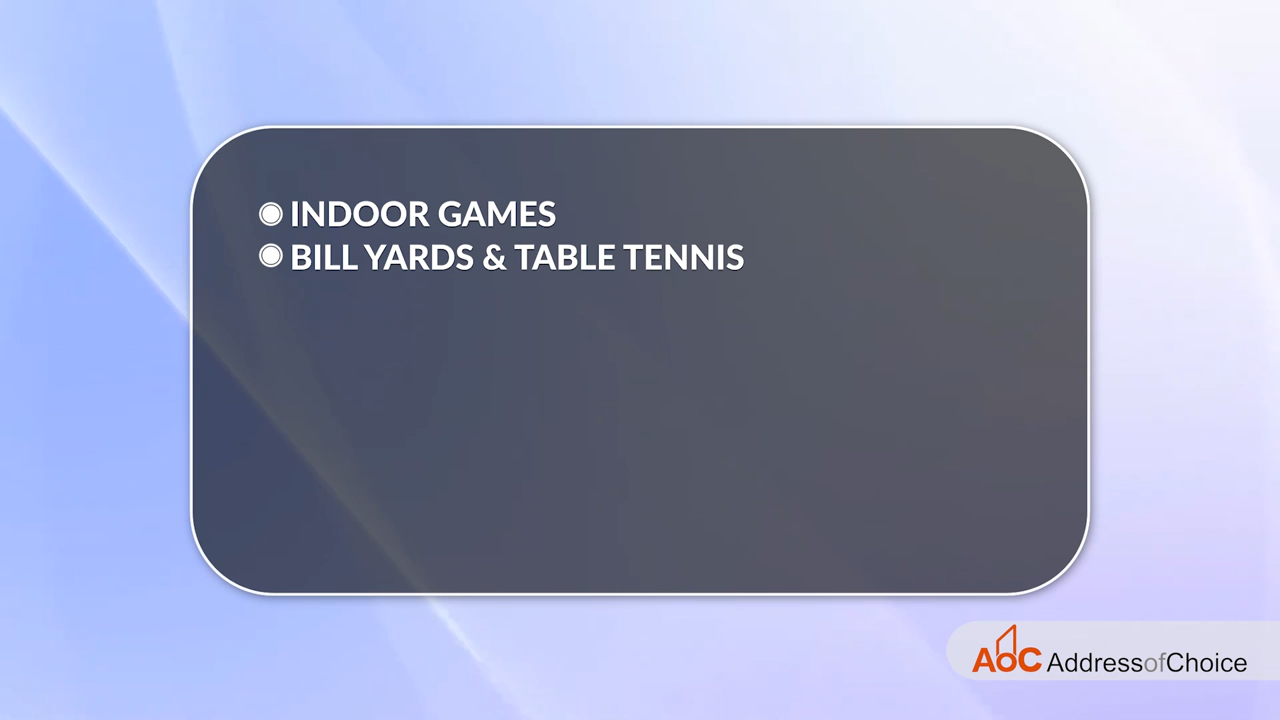 INDOOR GAMES
BILL YARDS & TABLE TENNIS
AOC AddressofChoice